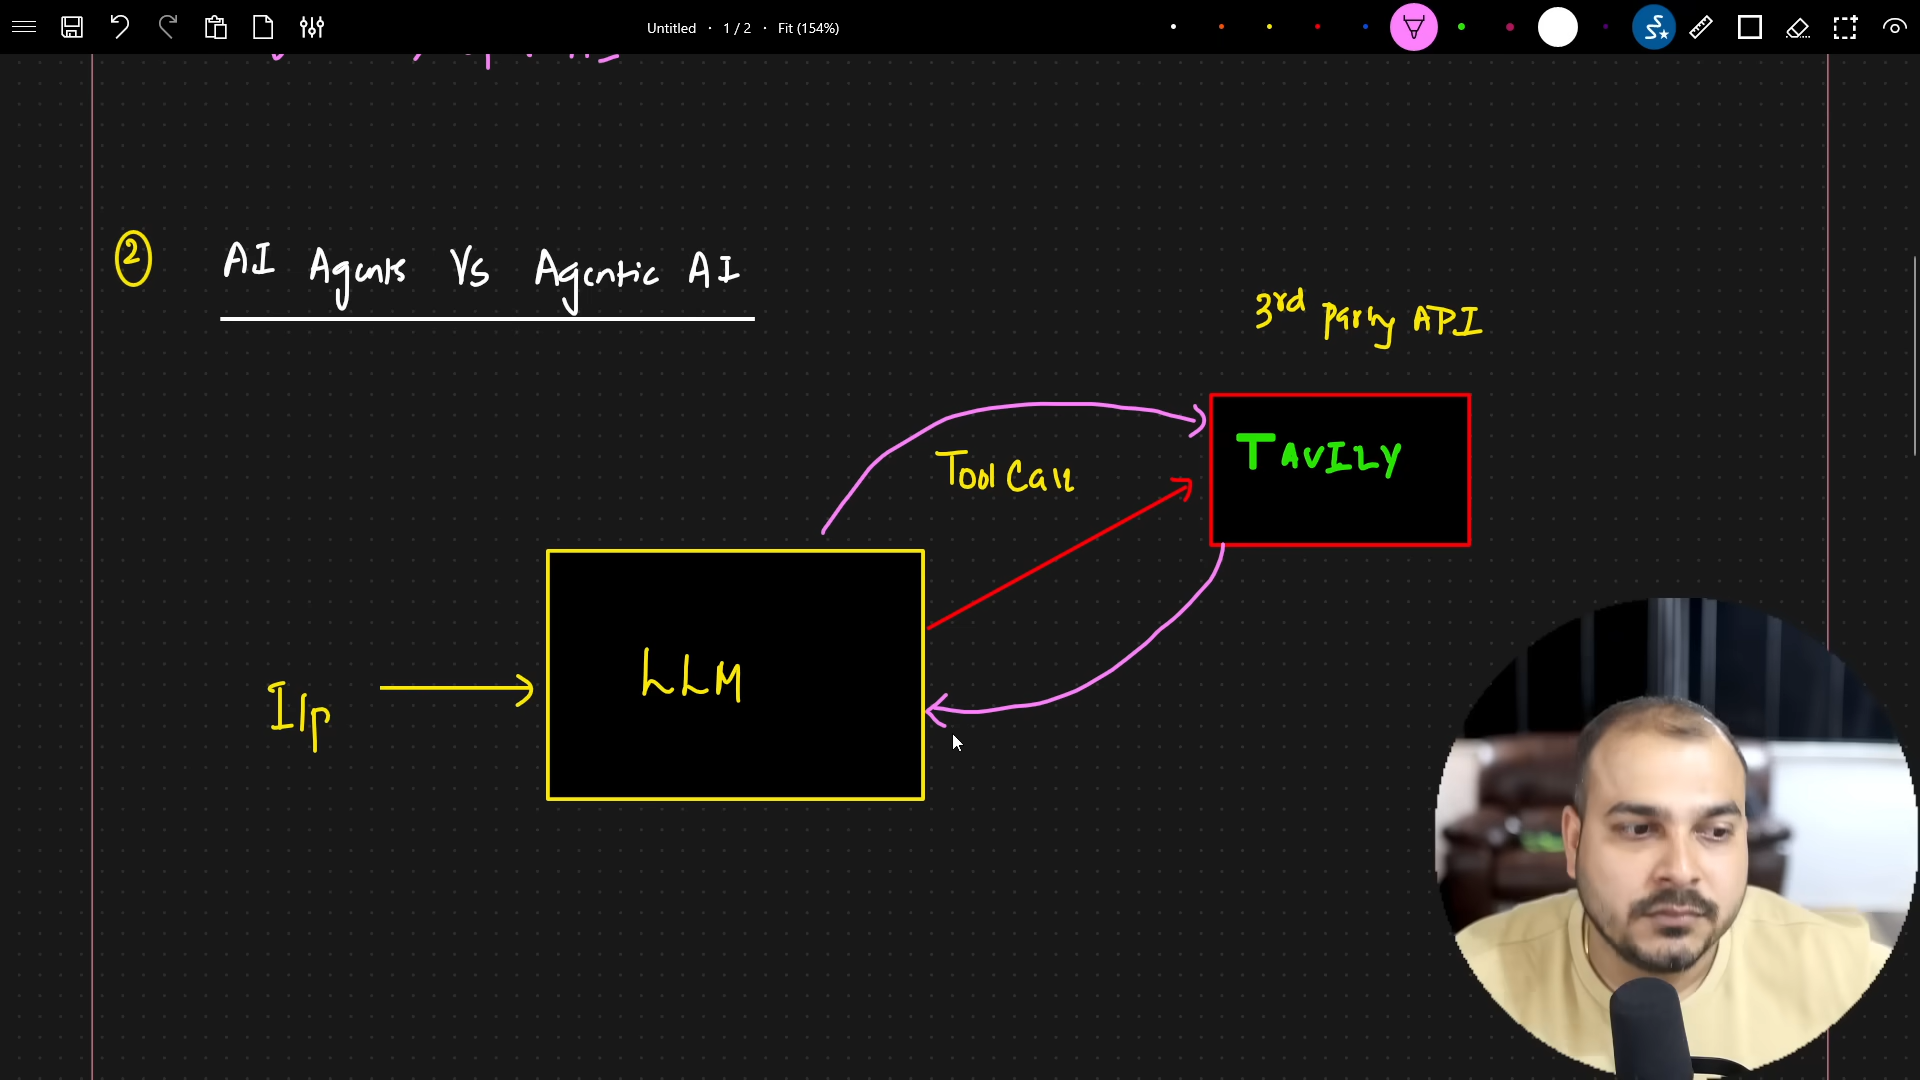 Untitled · 1 / 2 · Fit (154%)
2 AI Agents Vs Agentic AI
3rd Party API
TAVILY
Tool Call
LLM
I/p